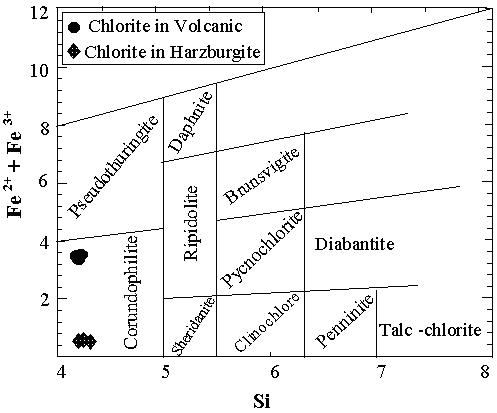 12
10
8
6
4
2
Fe 2+ + Fe 3+
Chlorite in Volcanic
Chlorite in Harzburgite
Pseudothuringite
Daphnite
Brunsvigite
Ripidolite
Pycnochlorite
Diabantite
Corundophilite
Sheridanite
Clinochlore
Penninite
Talc -chlorite
4 5 6 7 8
Si